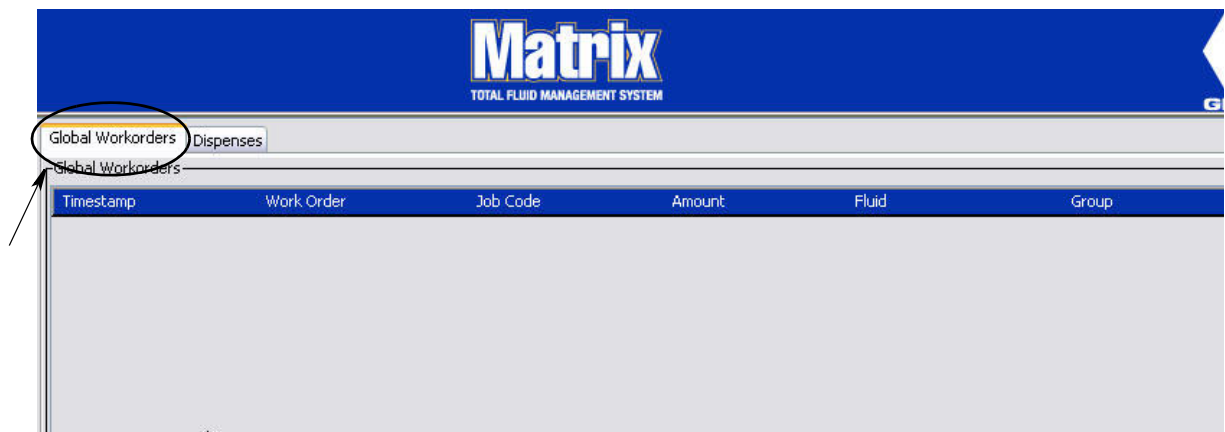 Matrix
TOTAL FLUID MANAGEMENT SYSTEM
Global Workorders Dispenses
Global Workorders
Timestamp Work Order Job Code Amount Fluid Group